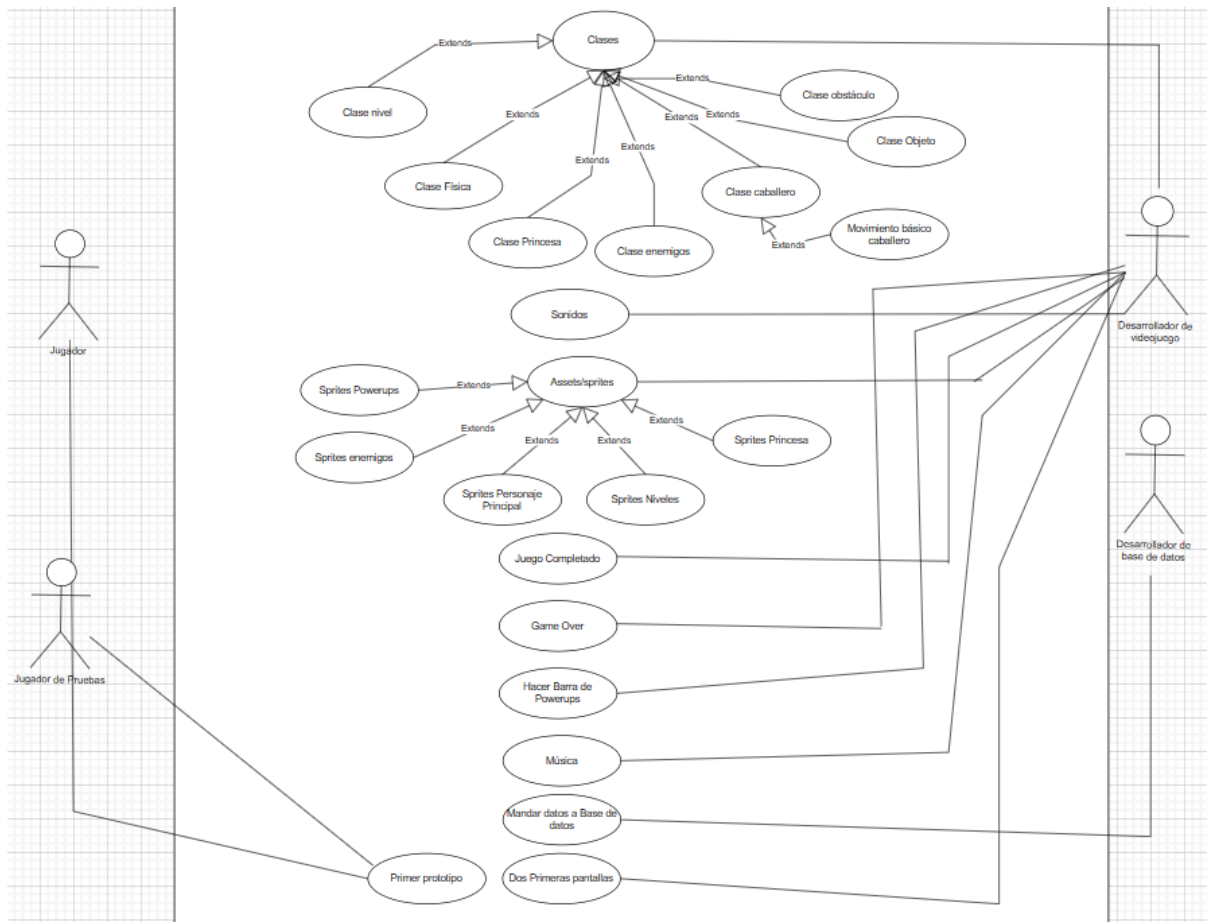 Clases
Extends
Clase nivel
Extends
Clase obstáculo
Extends
Extends
Extends
Clase Objeto
Extends
Extends
Clase Física
Clase caballero
Clase Princesa
Clase enemigos
Extends
Movimiento básico
caballero
Sonidos
Jugador
Desarrollador de
videojuego
Sprites Powerups
Extends
Assets/sprites
Extends
Extends
Extends
Extends
Sprites Princesa
Sprites enemigos
Sprites Personaje
Principal
Sprites Niveles
Juego Completado
Desarrollador de
base de datos
Game Over
Jugador de Pruebas
Hacer Barra de
Powerups
Música
Mandar datos a Base de
datos
Primer prototipo
Dos Primeras pantallas